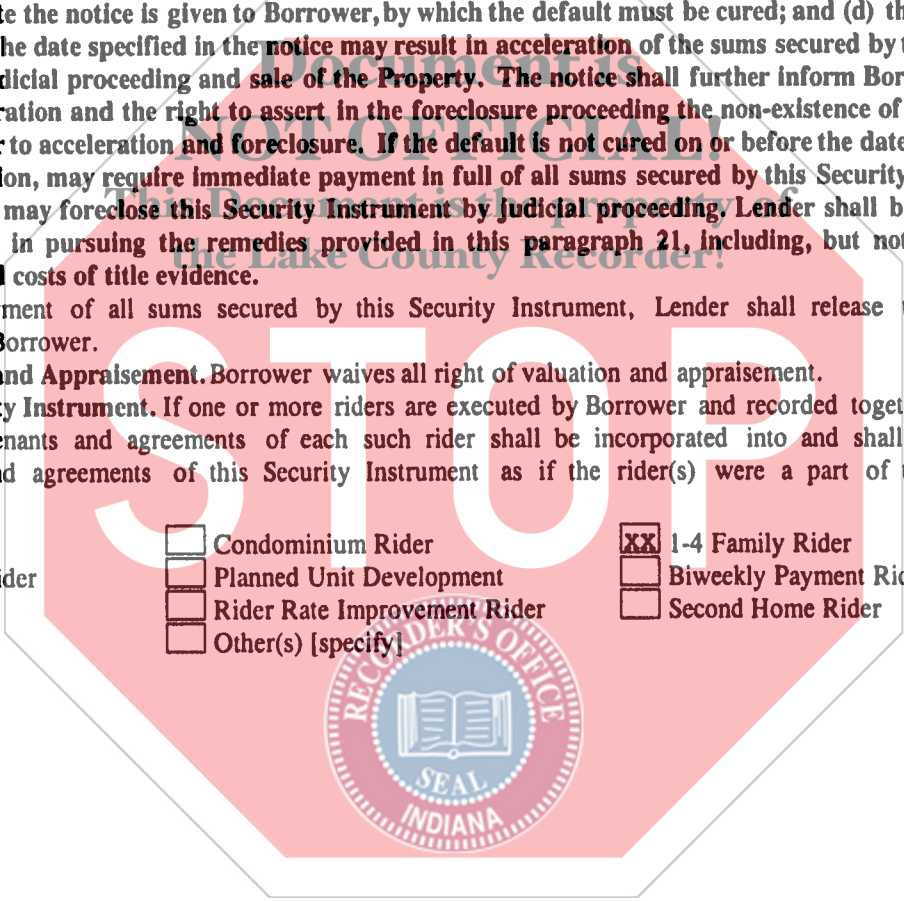 te the notice is given to Borrower, by which the default must be cured; and (d) th
he date specified in the notice may result in acceleration of the sums secured by t
dicial proceeding and sale of the Property. The notice shall further inform Bor
ration and the right to assert in the foreclosure proceeding the non-existence of
r to acceleration and foreclosure. If the default is not cured on or before the date
ion, may require immediate payment in full of all sums secured by this Security
may foreclose this Security Instrument by judicial proceeding. Lender shall b
in pursuing the remedies provided in this paragraph 21, including, but not
costs of title evidence.
ment of all sums secured by this Security Instrument, Lender shall release
Borrower.
and Appraisement. Borrower waives all right of valuation and appraisement.
ty Instrument. If one or more riders are executed by Borrower and recorded toget
enants and agreements of each such rider shall be incorporated into and shall
d agreements of this Security Instrument as if the rider(s) were a part of
Condominium Rider XX 1-4 Family Rider
ider Planned Unit Development Biweekly Payment Rid
Rider Rate Improvement Rider Second Home Rider
Other(s) [specify]
Document is
NOT OFFICIAL!
This Document is the property of
the Lake County Recorder!
STOP
RECORDER'S OFFICE
SEAL
INDIANA